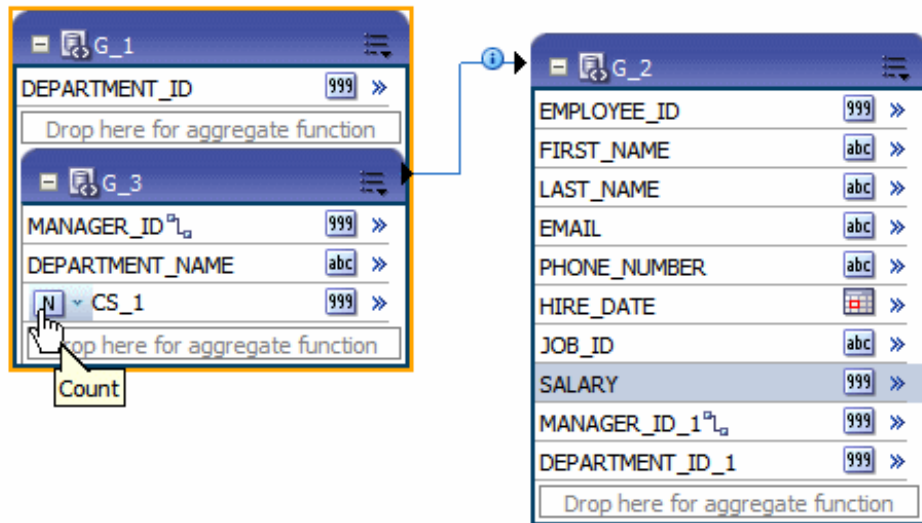 G_1
DEPARTMENT_ID 999 »
Drop here for aggregate function
G_3
MANAGER_ID 999 »
DEPARTMENT_NAME abc »
N CS_1 999 »
rop here for aggregate function
Count
G_2
EMPLOYEE_ID 999 »
FIRST_NAME abc »
LAST_NAME abc »
EMAIL abc »
PHONE_NUMBER abc »
HIRE_DATE »
JOB_ID abc »
SALARY 999 »
MANAGER_ID_1 999 »
DEPARTMENT_ID_1 999 »
Drop here for aggregate function